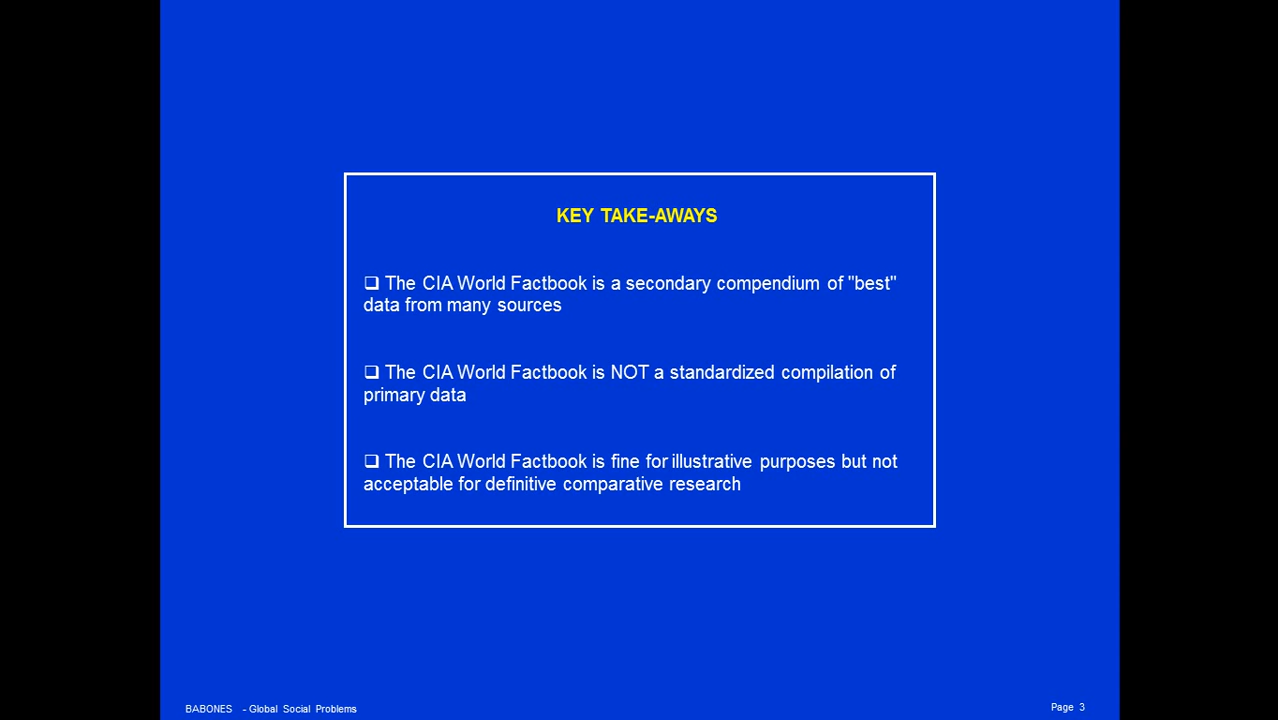 KEY TAKE-AWAYS
❑ The CIA World Factbook is a secondary compendium of "best"
data from many sources
❑ The CIA World Factbook is NOT a standardized compilation of
primary data
❑ The CIA World Factbook is fine for illustrative purposes but not
acceptable for definitive comparative research
BABONES - Global Social Problems
Page 3